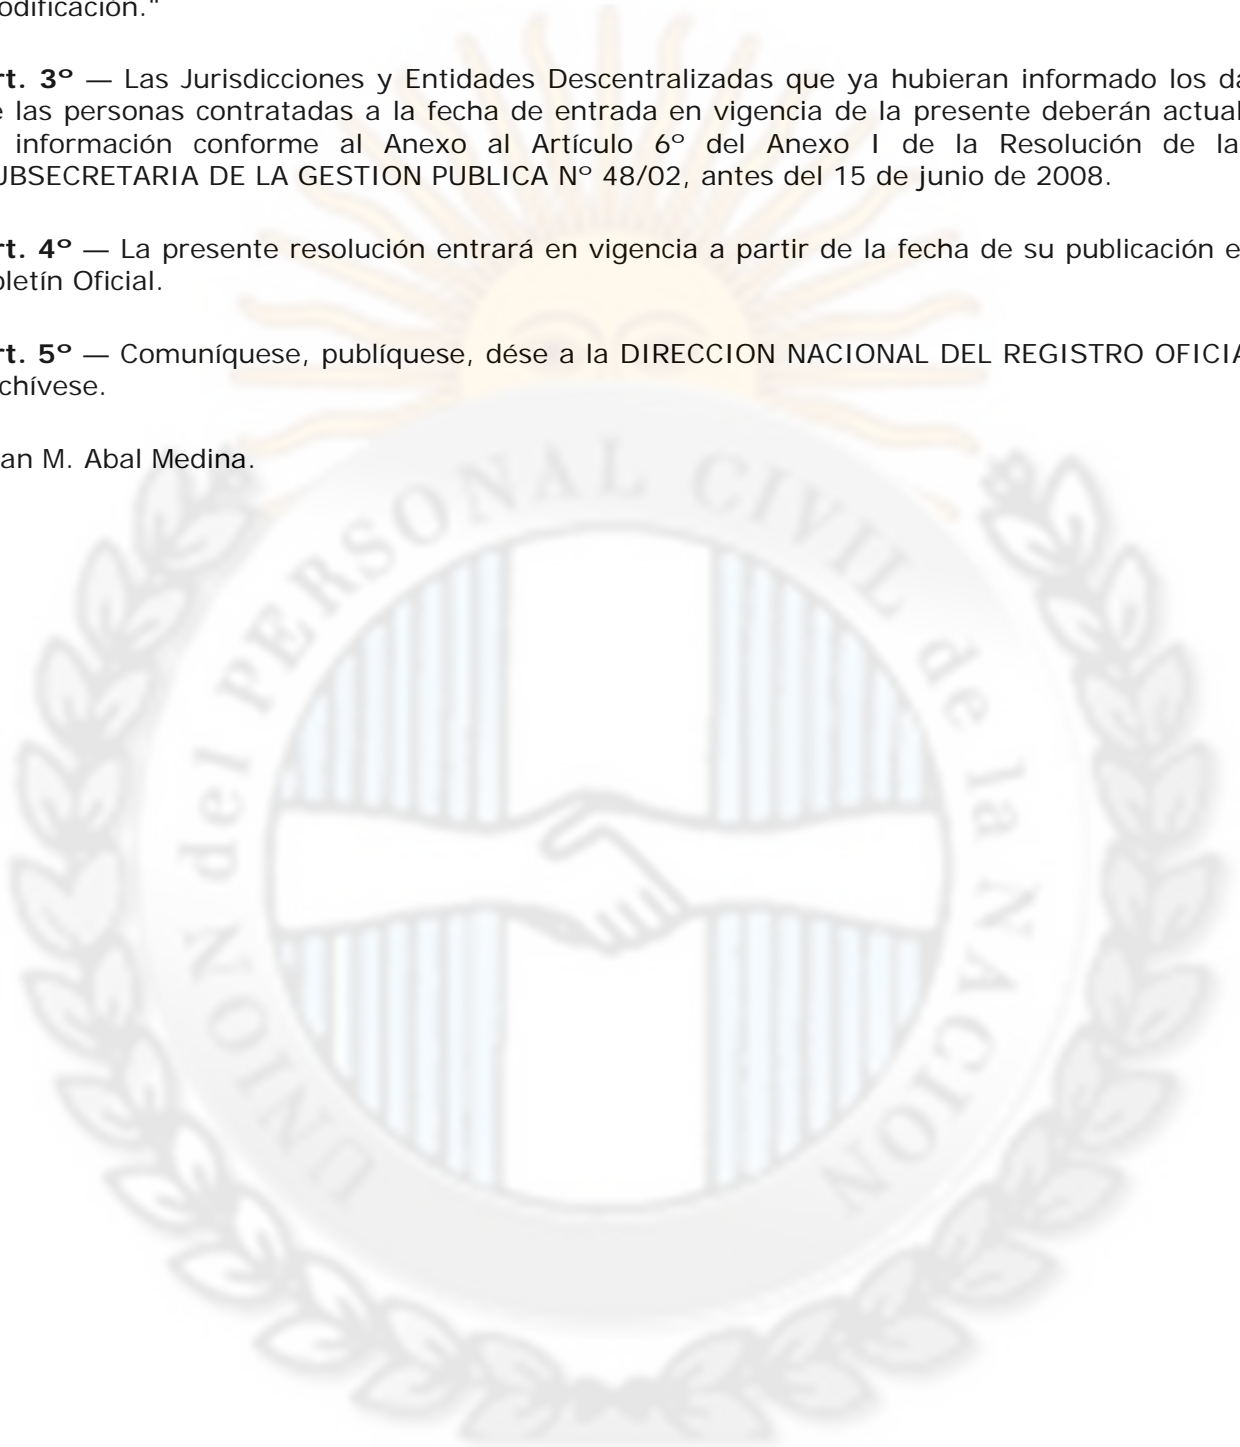 odificación."
rt. 3º — Las Jurisdicciones y Entidades Descentralizadas que ya hubieran informado los da
e las personas contratadas a la fecha de entrada en vigencia de la presente deberán actual
información conforme al Anexo al Artículo 6º del Anexo I de la Resolución de la
UBSECRETARIA DE LA GESTION PUBLICA Nº 48/02, antes del 15 de junio de 2008.
rt. 4º — La presente resolución entrará en vigencia a partir de la fecha de su publicación e
oletín Oficial.
rt. 5º — Comuníquese, publíquese, dése a la DIRECCION NACIONAL DEL REGISTRO OFICIA
chívese.
an M. Abal Medina.
UNION del PERSONAL CIVIL de la NACION